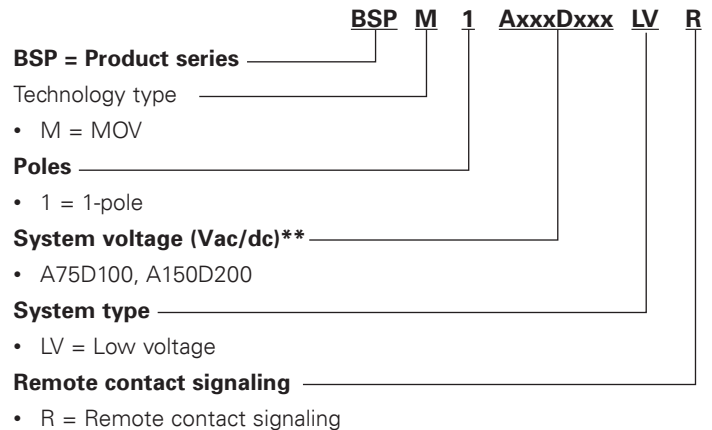 BSP M 1 AxxxDxxx LV R
BSP = Product series
Technology type
• M = MOV
Poles
• 1 = 1-pole
System voltage (Vac/dc)**
• A75D100, A150D200
System type
• LV = Low voltage
Remote contact signaling
• R = Remote contact signaling